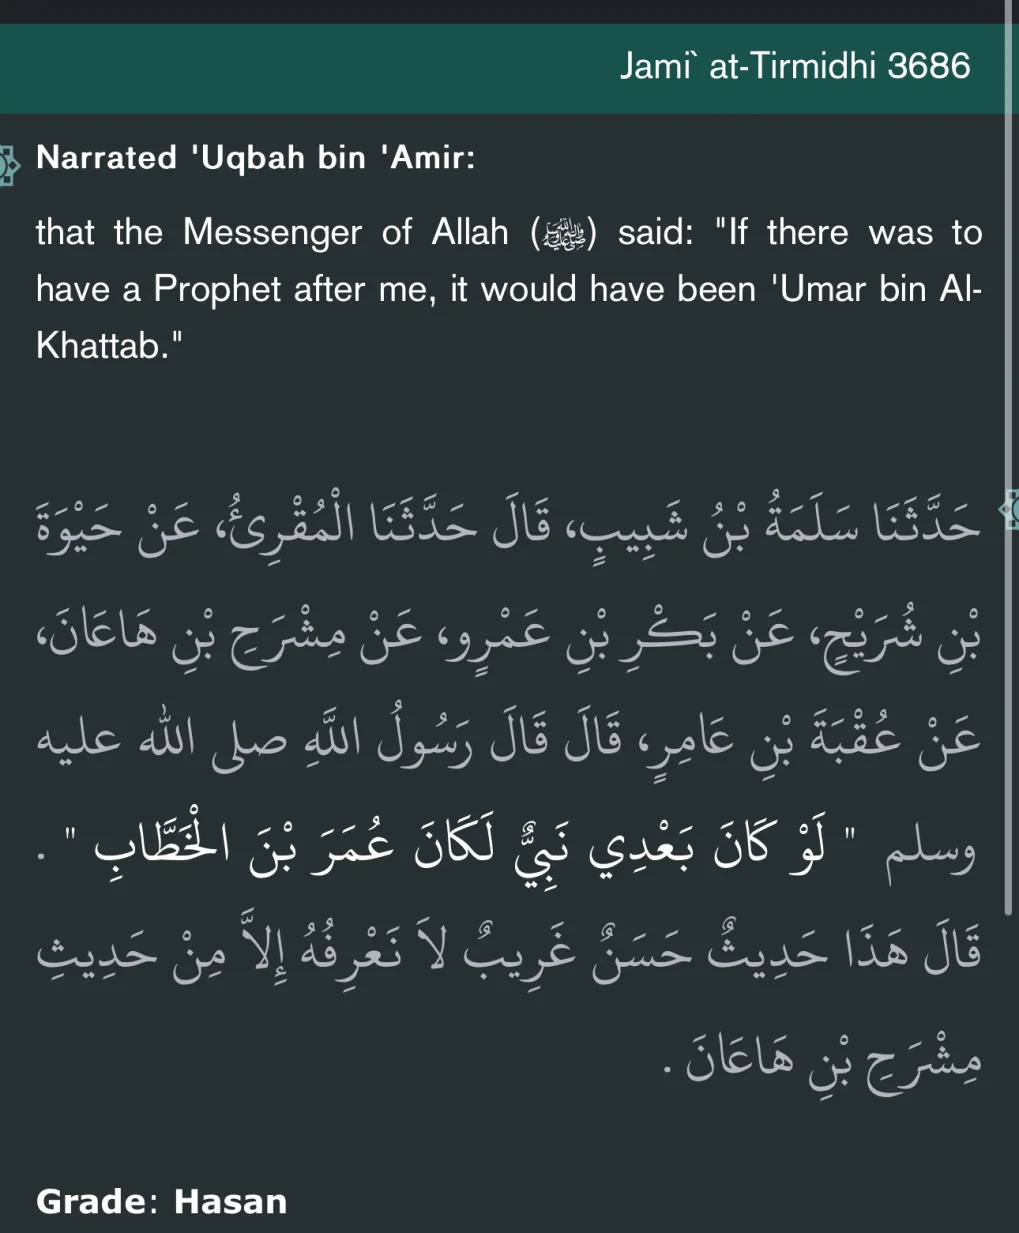 Jami` at-Tirmidhi 3686
Narrated 'Uqbah bin 'Amir:
that the Messenger of Allah (ﷺ) said: "If there was to
have a Prophet after me, it would have been 'Umar bin Al-
Khattab."
حَدَّثَنَا سَلَمَةُ بْنُ شَبِيبٍ، قَالَ حَدَّثَنَا الْمُقْرِئُ، عَنْ حَيْوَةَ
بْنِ شُرَيْحٍ، عَنْ بَكْرِ بْنِ عَمْرٍو، عَنْ مِشْرَحِ بْنِ هَاعَانَ،
عَنْ عُقْبَةَ بْنِ عَامِرٍ، قَالَ قَالَ رَسُولُ اللَّهِ صلى الله عليه
وسلم " لَوْ كَانَ بَعْدِي نَبِيٌّ لَكَانَ عُمَرَ بْنَ الْخَطَّابِ " .
قَالَ هَذَا حَدِيثٌ حَسَنٌ غَرِيبٌ لاَ نَعْرِفُهُ إِلاَّ مِنْ حَدِيثِ
مِشْرَحِ بْنِ هَاعَانَ .
Grade: Hasan